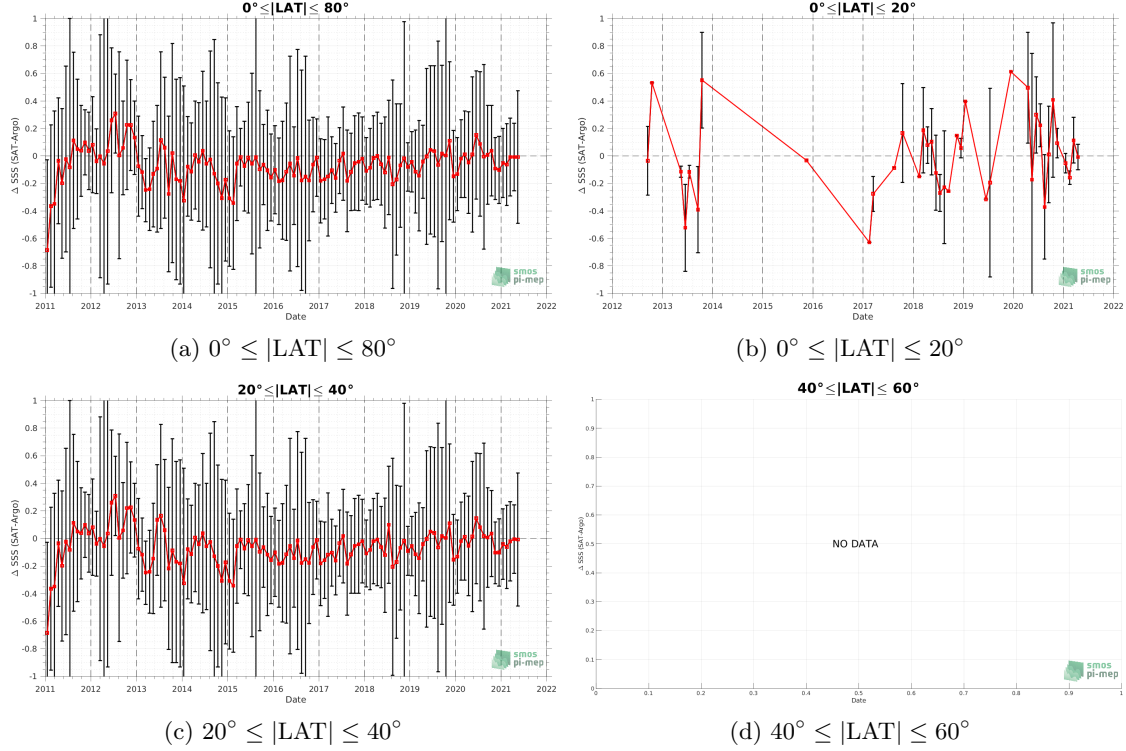 0°≤|LAT|≤ 80°
1
0.8
0.6
0.4
0.2
0
-0.2
-0.4
-0.6
-0.8
-1
Δ SSS (SAT-Argo)
2011 2012 2013 2014 2015 2016 2017 2018 2019 2020 2021 2022
Date
smos
pi-mep
(a) 0° ≤ |LAT| ≤ 80°
0°≤|LAT|≤ 20°
1
0.8
0.6
0.4
0.2
0
-0.2
-0.4
-0.6
-0.8
-1
Δ SSS (SAT-Argo)
2012 2013 2014 2015 2016 2017 2018 2019 2020 2021 2022
Date
smos
pi-mep
(b) 0° ≤ |LAT| ≤ 20°
20°≤|LAT|≤ 40°
1
0.8
0.6
0.4
0.2
0
-0.2
-0.4
-0.6
-0.8
-1
Δ SSS (SAT-Argo)
2011 2012 2013 2014 2015 2016 2017 2018 2019 2020 2021 2022
Date
smos
pi-mep
(c) 20° ≤ |LAT| ≤ 40°
40°≤|LAT|≤ 60°
1
0.9
0.8
0.7
0.6
0.5
0.4
0.3
0.2
0.1
0
Δ SSS (SAT-Argo)
NO DATA
0 0.1 0.2 0.3 0.4 0.5 0.6 0.7 0.8 0.9 1
Date
smos
pi-mep
(d) 40° ≤ |LAT| ≤ 60°